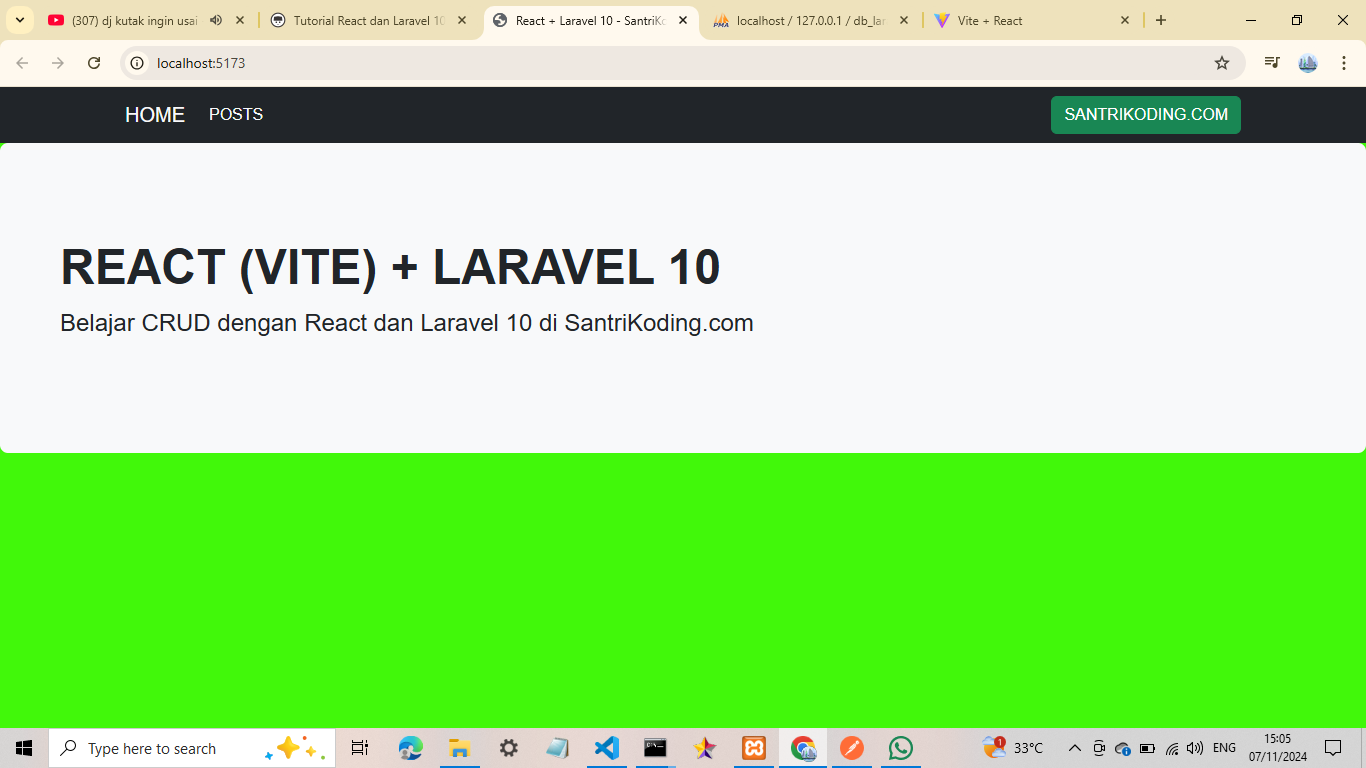 (307) dj kutak ingin usai
Tutorial React dan Laravel 10
React + Laravel 10 - SantriKo
localhost / 127.0.0.1 / db_lar
Vite + React
localhost:5173
HOME POSTS SANTRIKODING.COM
REACT (VITE) + LARAVEL 10
Belajar CRUD dengan React dan Laravel 10 di SantriKoding.com
Type here to search
1
33°C
ENG
15:05
07/11/2024